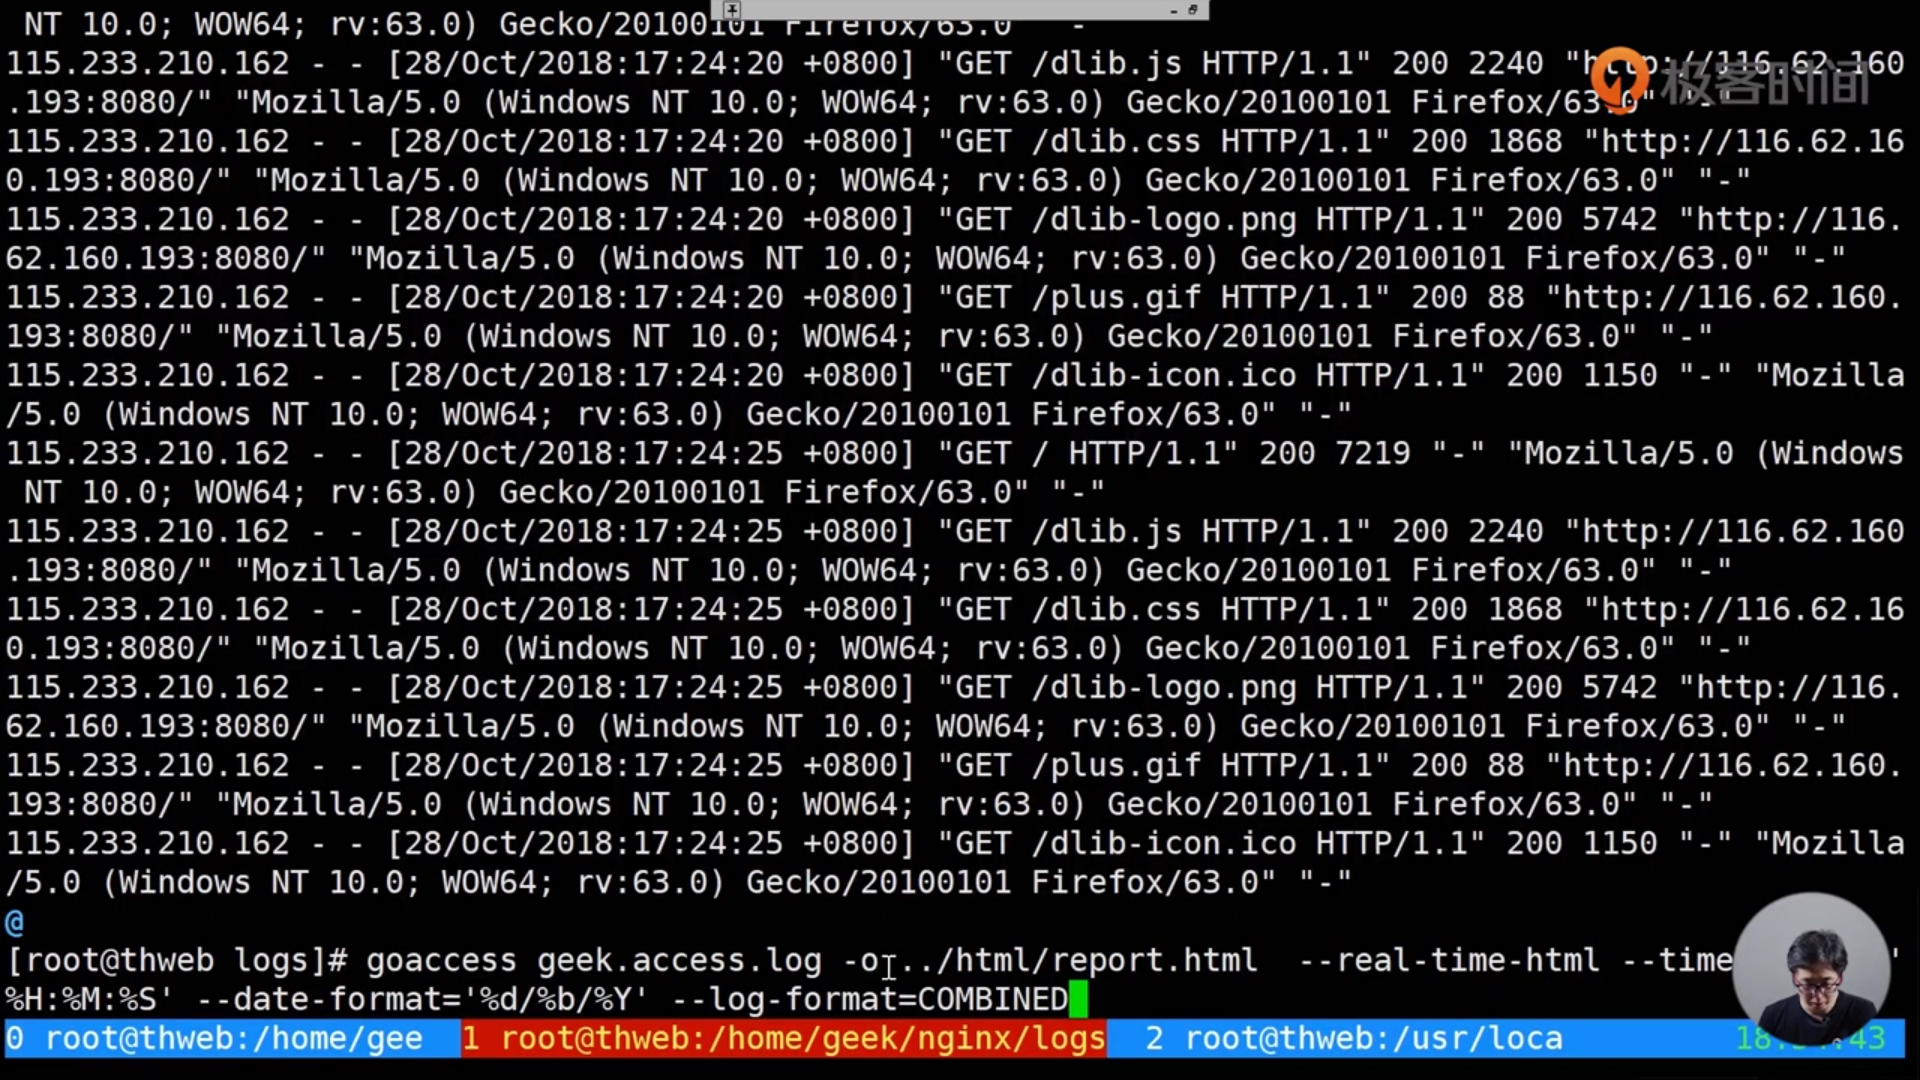 NT 10.0; WOW64; rv:63.0) Gecko/20100101 Firefox/63.0" "-"
115.233.210.162 - - [28/Oct/2018:17:24:20 +0800] "GET /dlib.js HTTP/1.1" 200 2240 "http://116.62.160
.193:8080/" "Mozilla/5.0 (Windows NT 10.0; WOW64; rv:63.0) Gecko/20100101 Firefox/63.0" "-"
极客时间
115.233.210.162 - - [28/Oct/2018:17:24:20 +0800] "GET /dlib.css HTTP/1.1" 200 1868 "http://116.62.16
0.193:8080/" "Mozilla/5.0 (Windows NT 10.0; WOW64; rv:63.0) Gecko/20100101 Firefox/63.0" "-"
115.233.210.162 - - [28/Oct/2018:17:24:20 +0800] "GET /dlib-logo.png HTTP/1.1" 200 5742 "http://116.
62.160.193:8080/" "Mozilla/5.0 (Windows NT 10.0; WOW64; rv:63.0) Gecko/20100101 Firefox/63.0" "-"
115.233.210.162 - - [28/Oct/2018:17:24:20 +0800] "GET /plus.gif HTTP/1.1" 200 88 "http://116.62.160.
193:8080/" "Mozilla/5.0 (Windows NT 10.0; WOW64; rv:63.0) Gecko/20100101 Firefox/63.0" "-"
115.233.210.162 - - [28/Oct/2018:17:24:20 +0800] "GET /dlib-icon.ico HTTP/1.1" 200 1150 "-" "Mozilla
/5.0 (Windows NT 10.0; WOW64; rv:63.0) Gecko/20100101 Firefox/63.0" "-"
115.233.210.162 - - [28/Oct/2018:17:24:25 +0800] "GET / HTTP/1.1" 200 7219 "-" "Mozilla/5.0 (Windows
NT 10.0; WOW64; rv:63.0) Gecko/20100101 Firefox/63.0" "-"
115.233.210.162 - - [28/Oct/2018:17:24:25 +0800] "GET /dlib.js HTTP/1.1" 200 2240 "http://116.62.160
.193:8080/" "Mozilla/5.0 (Windows NT 10.0; WOW64; rv:63.0) Gecko/20100101 Firefox/63.0" "-"
115.233.210.162 - - [28/Oct/2018:17:24:25 +0800] "GET /dlib.css HTTP/1.1" 200 1868 "http://116.62.16
0.193:8080/" "Mozilla/5.0 (Windows NT 10.0; WOW64; rv:63.0) Gecko/20100101 Firefox/63.0" "-"
115.233.210.162 - - [28/Oct/2018:17:24:25 +0800] "GET /dlib-logo.png HTTP/1.1" 200 5742 "http://116.
62.160.193:8080/" "Mozilla/5.0 (Windows NT 10.0; WOW64; rv:63.0) Gecko/20100101 Firefox/63.0" "-"
115.233.210.162 - - [28/Oct/2018:17:24:25 +0800] "GET /plus.gif HTTP/1.1" 200 88 "http://116.62.160.
193:8080/" "Mozilla/5.0 (Windows NT 10.0; WOW64; rv:63.0) Gecko/20100101 Firefox/63.0" "-"
115.233.210.162 - - [28/Oct/2018:17:24:25 +0800] "GET /dlib-icon.ico HTTP/1.1" 200 1150 "-" "Mozilla
/5.0 (Windows NT 10.0; WOW64; rv:63.0) Gecko/20100101 Firefox/63.0" "-"
@
[root@thweb logs]# goaccess geek.access.log -o ../html/report.html --real-time-html --time '
%H:%M:%S' --date-format='%d/%b/%Y' --log-format=COMBINED
0 root@thweb:/home/gee 1 root@thweb:/home/geek/nginx/logs 2 root@thweb:/usr/loca